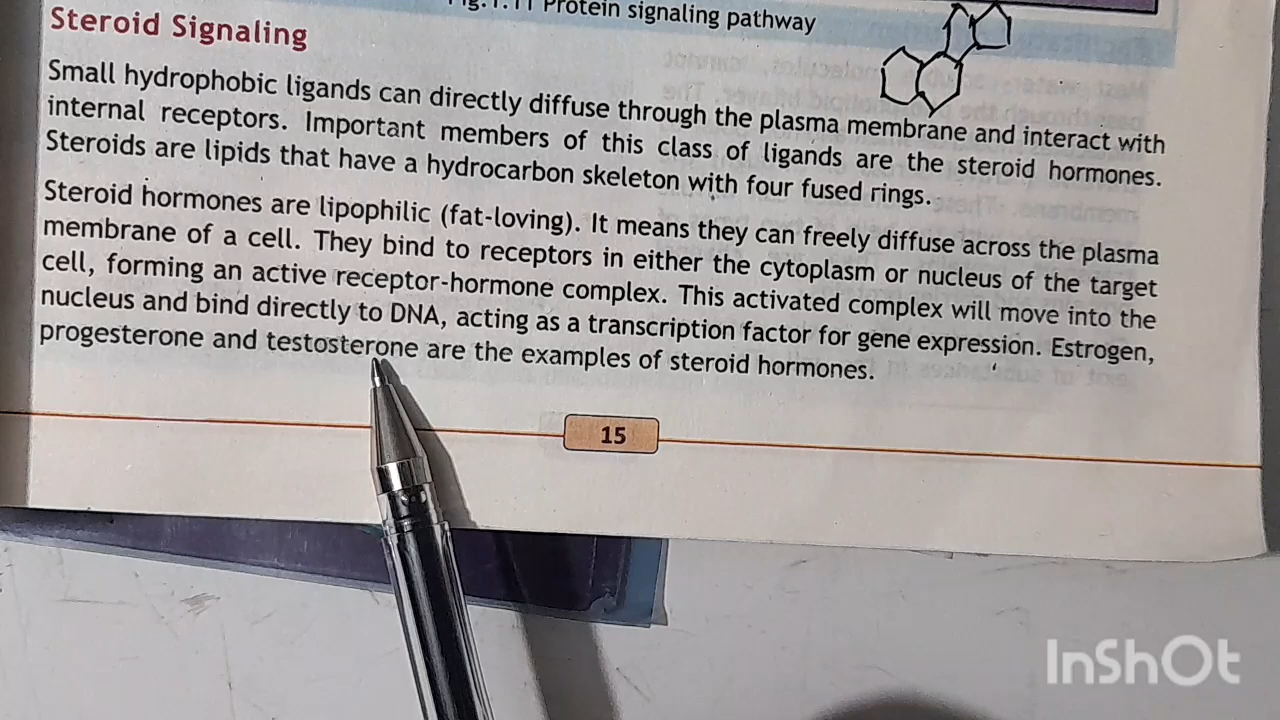 Fig.1.11 Protein signaling pathway
Steroid Signaling
Small hydrophobic ligands can directly diffuse through the plasma membrane and interact with
internal receptors. Important members of this class of ligands are the steroid hormones.
Steroids are lipids that have a hydrocarbon skeleton with four fused rings.
Steroid hormones are lipophilic (fat-loving). It means they can freely diffuse across the plasma
membrane of a cell. They bind to receptors in either the cytoplasm or nucleus of the target
cell, forming an active receptor-hormone complex. This activated complex will move into the
nucleus and bind directly to DNA, acting as a transcription factor for gene expression. Estrogen,
progesterone and testosterone are the examples of steroid hormones.
15
InShOt